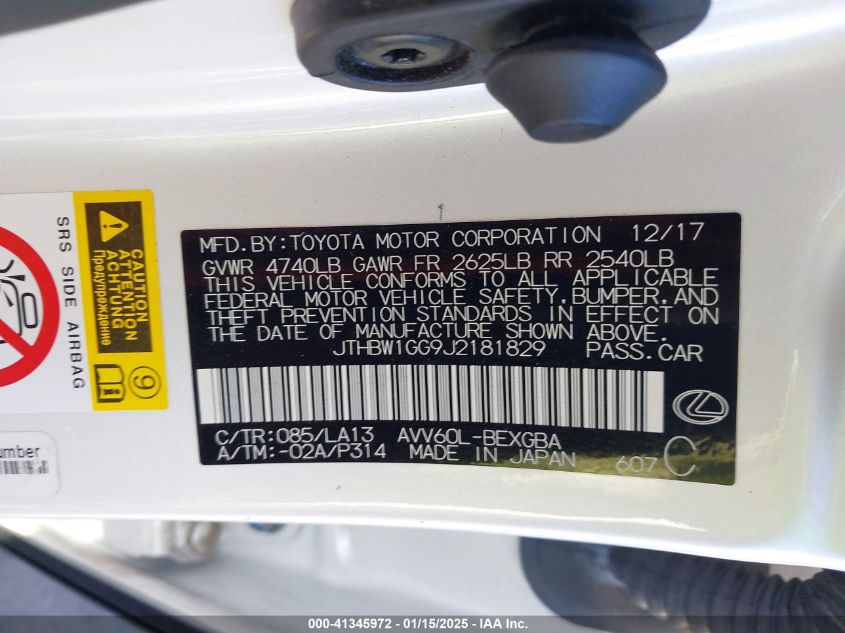 MFD.BY:TOYOTA MOTOR CORPORATION 12/17
GVWR 4740LB GAWR FR 2625LB RR 2540LB
THIS VEHICLE CONFORMS TO ALL APPLICABLE
FEDERAL MOTOR VEHICLE SAFETY,BUMPER,AND
THEFT PREVENTION STANDARDS IN EFFECT ON
THE DATE OF MANUFACTURE SHOWN ABOVE.
JTHBW1GG9J2181829 PASS.CAR
C/TR:085/LA13 AVV60L-BEXGBA
A/TM:-02A/P314 MADE IN JAPAN 607 C
SRS SIDE AIRBAG
CAUTION
ATTENTION
ACHTUNG
9
umber
000-41345972 — 01/15/2025 — IAA Inc.